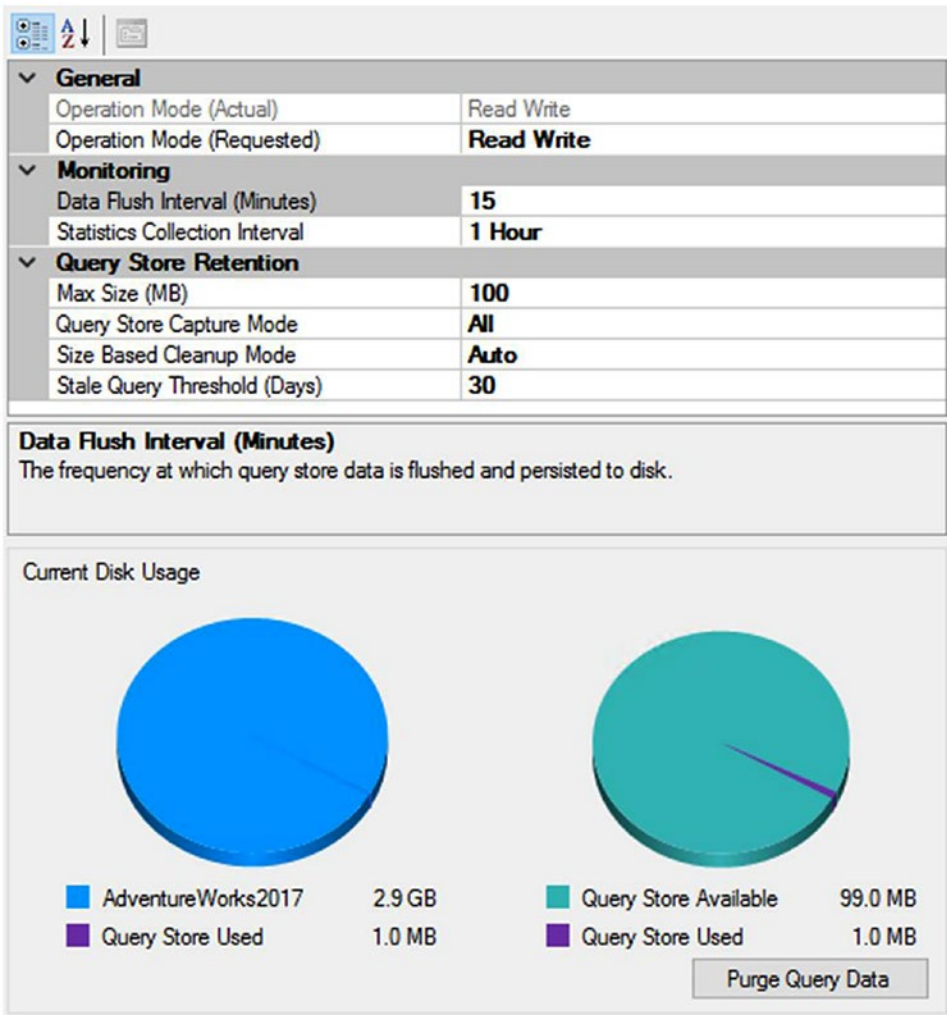 General
Operation Mode (Actual) Read Write
Operation Mode (Requested) Read Write
Monitoring
Data Flush Interval (Minutes) 15
Statistics Collection Interval 1 Hour
Query Store Retention
Max Size (MB) 100
Query Store Capture Mode All
Size Based Cleanup Mode Auto
Stale Query Threshold (Days) 30
Data Flush Interval (Minutes)
The frequency at which query store data is flushed and persisted to disk.
Current Disk Usage
AdventureWorks2017 2.9 GB
Query Store Used 1.0 MB
Query Store Available 99.0 MB
Query Store Used 1.0 MB
Purge Query Data